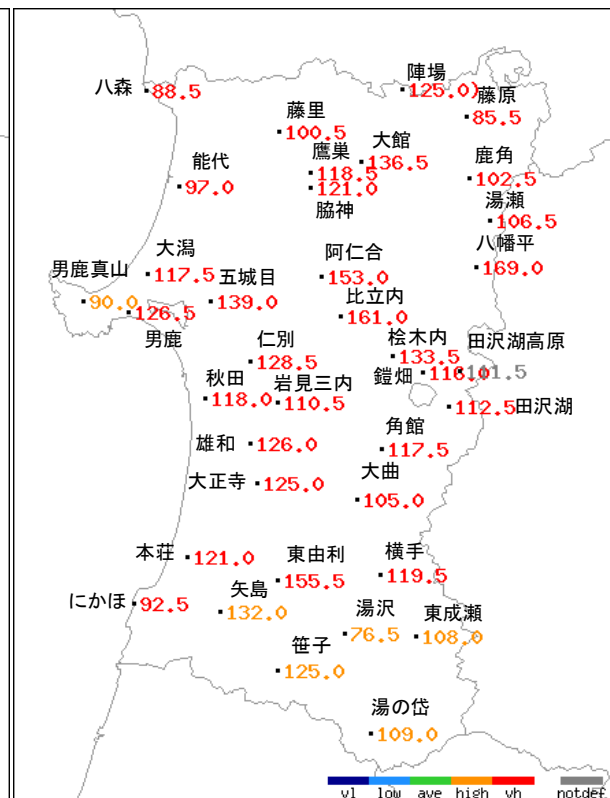 陣場
125.0)
八森
88.5
藤原
85.5
藤里
100.5
大館
136.5
鷹巣
118.5
鹿角
102.5
能代
97.0
121.0
脇神
湯瀬
106.5
八幡平
169.0
大潟
117.5
阿仁合
153.0
男鹿真山
90.0
五城目
139.0
比立内
161.0
126.5
男鹿
仁別
128.5
桧木内
133.5
田沢湖高原
鎧畑
116.0
111.5
秋田
118.0
岩見三内
110.5
112.5
田沢湖
角館
117.5
雄和
126.0
大正寺
125.0
大曲
105.0
本荘
121.0
東由利
155.5
横手
119.5
にかほ
92.5
矢島
132.0
湯沢
76.5
東成瀬
108.0
笹子
125.0
湯の岱
109.0
vl low ave high vh notdef